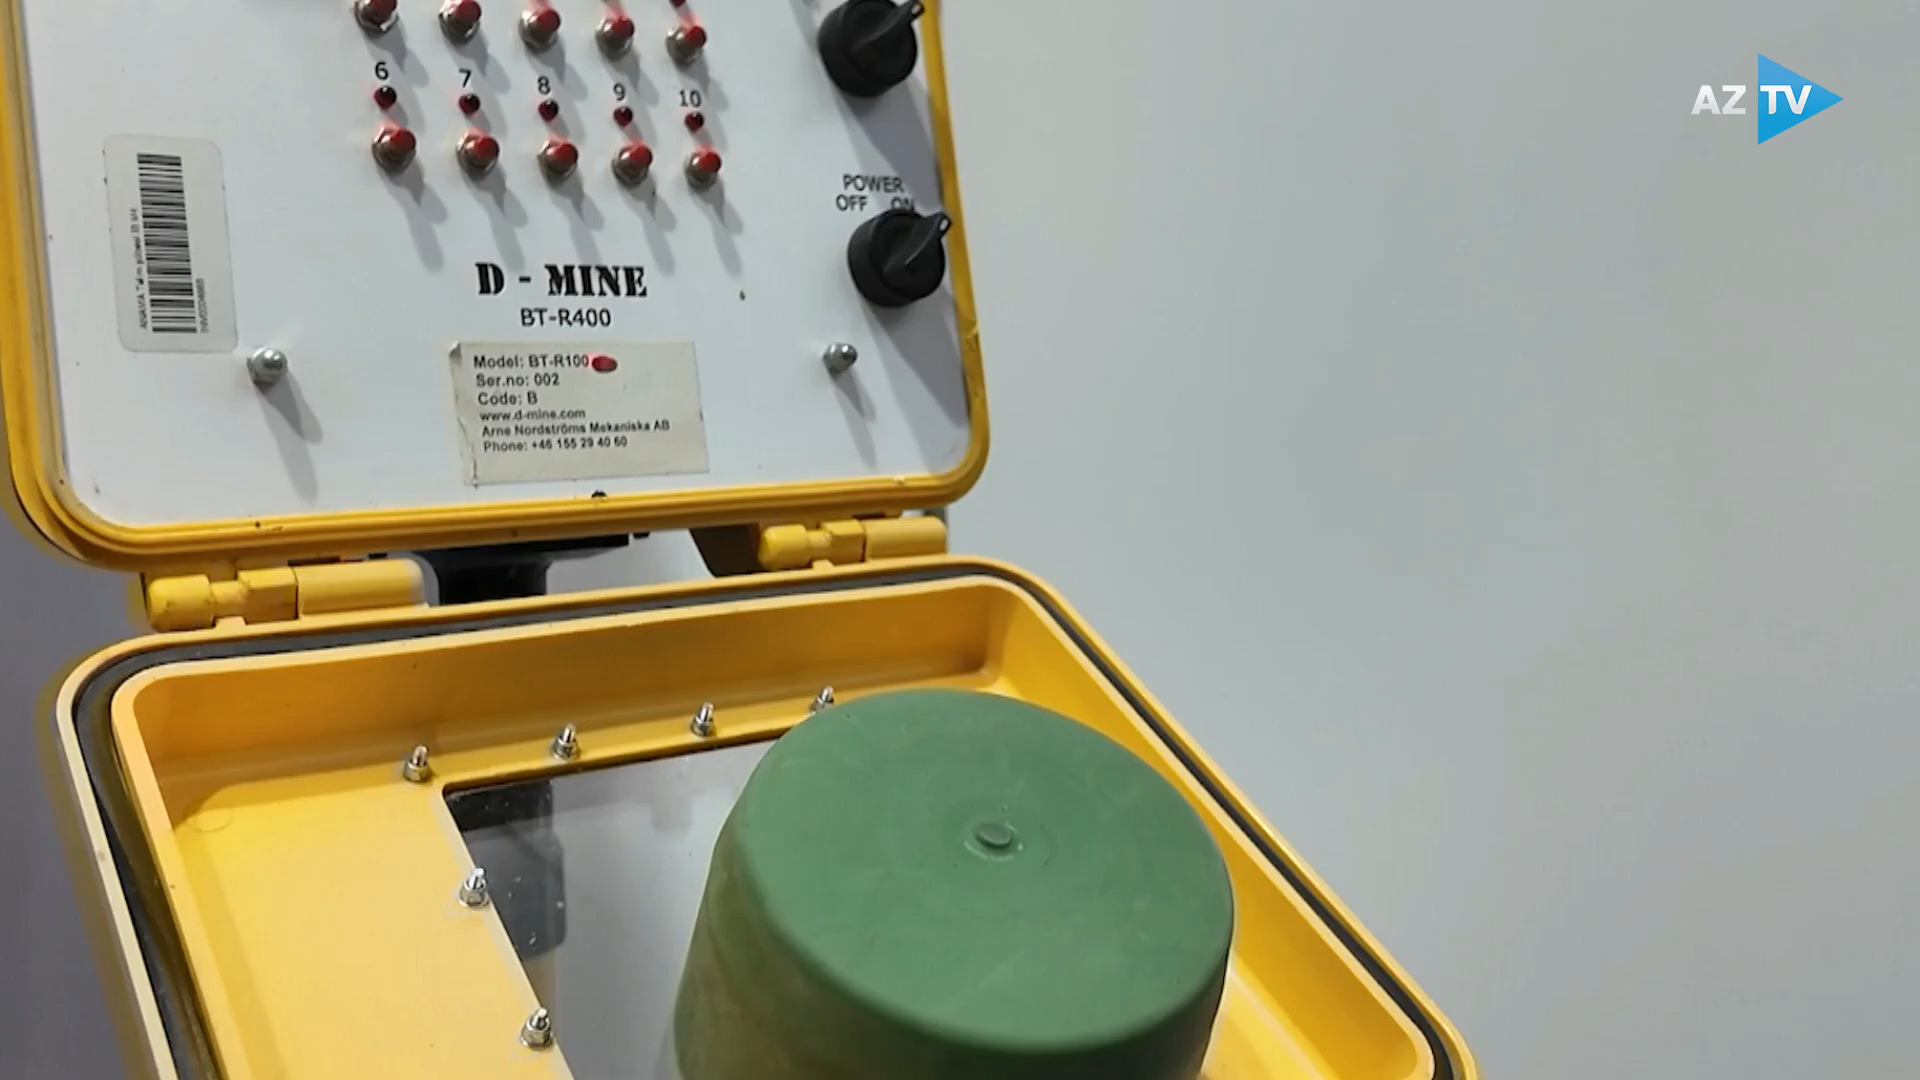 AZ TV
6 7 8 9 10
POWER
OFF ON
D - MINE
BT-R400
Model: BT-R100
Ser.no: 002
Code: B
www.d-mine.com
Arne Nordströms Mekaniska AB
Phone: +46 155 29 40 60